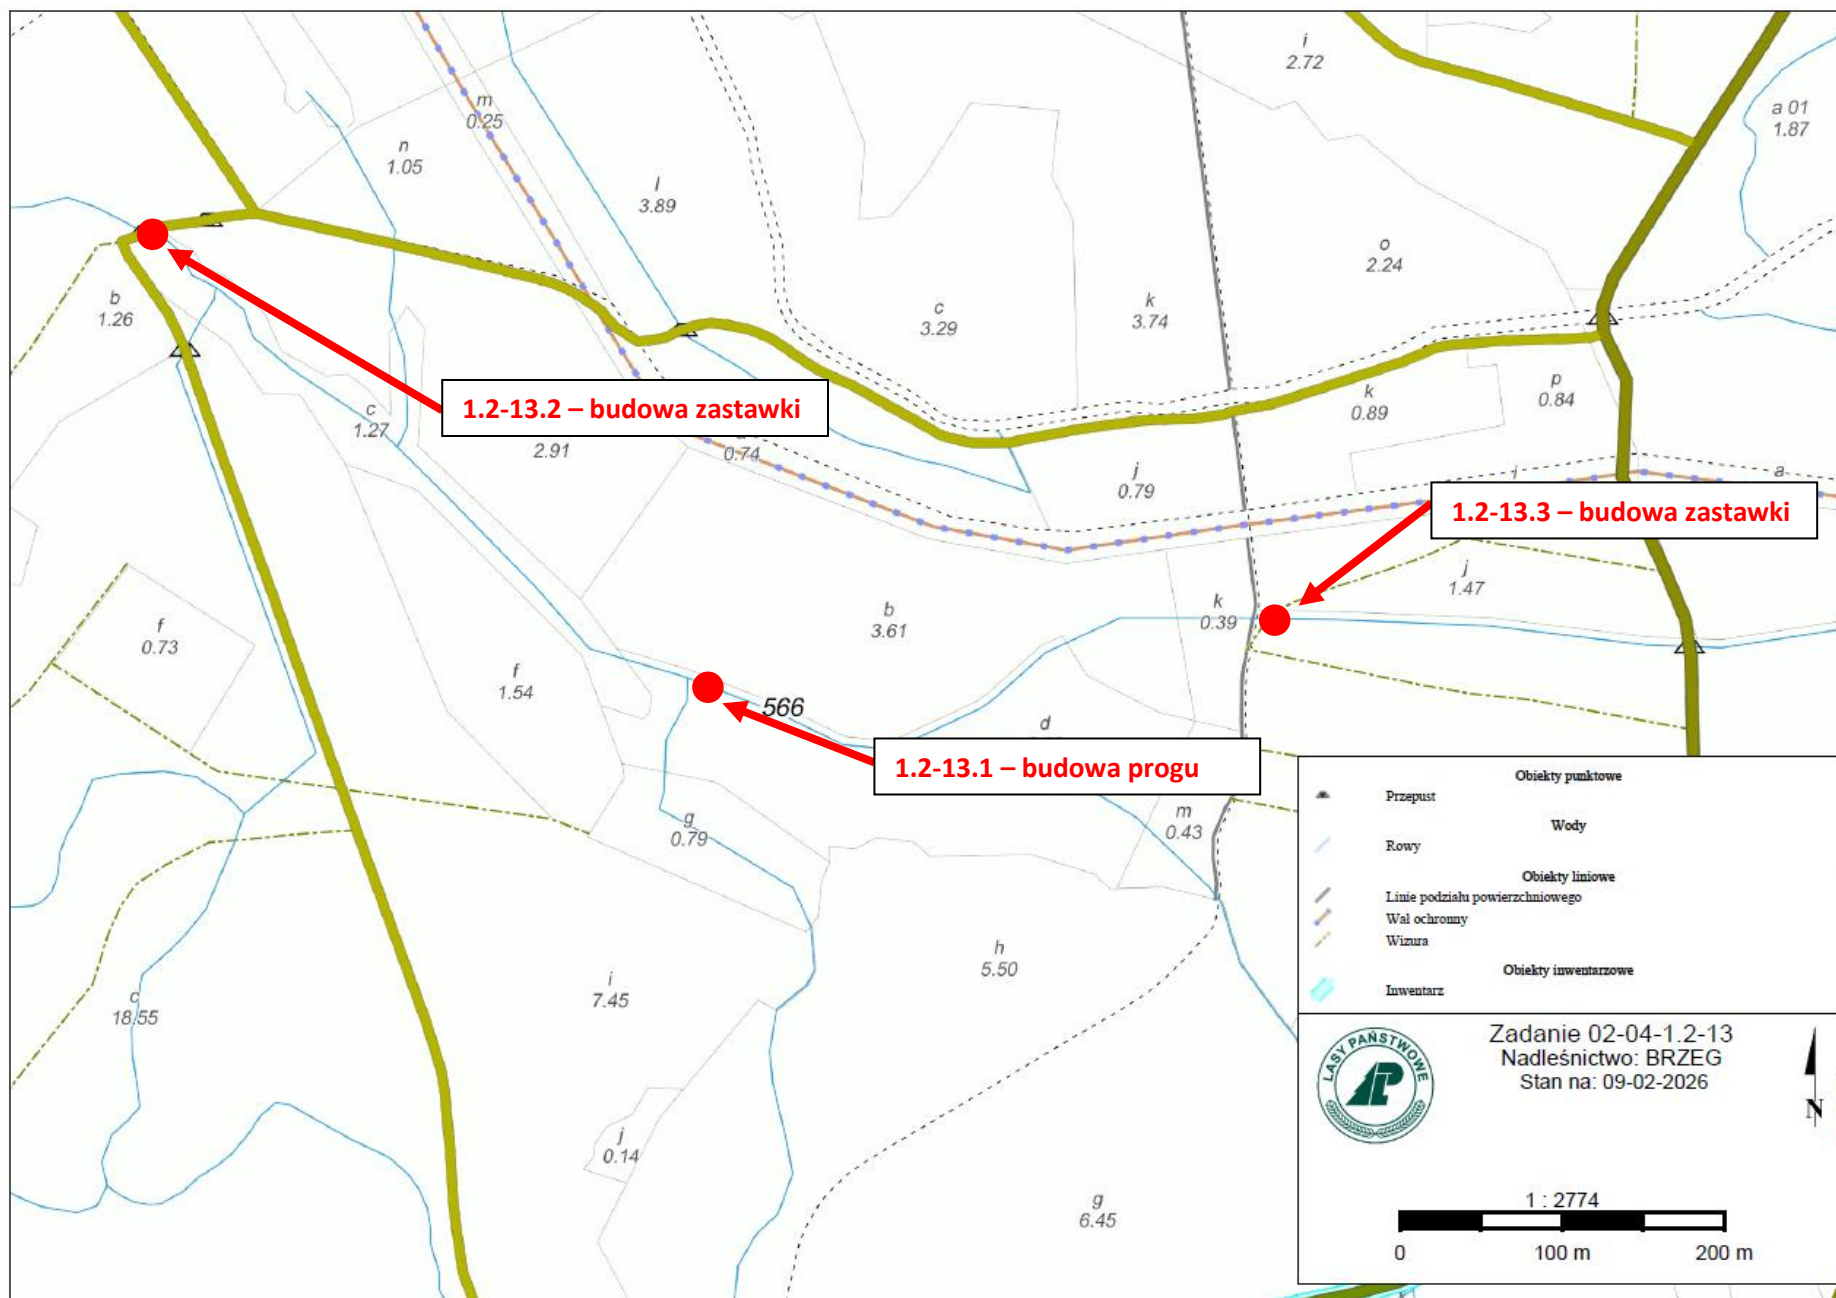 i
2.72
a 01
1.87
m
0.25
n
1.05
l
3.89
o
2.24
b
1.26
c
3.29
k
3.74
k
0.89
p
0.84
1.2-13.2 – budowa zastawki
c
1.27
2.91
0.74
j
0.79
i
a
1.2-13.3 – budowa zastawki
j
1.47
b
3.61
k
0.39
f
0.73
f
1.54
566
d
1.2-13.1 – budowa progu
g
0.79
m
0.43
h
5.50
i
7.45
c
18.55
j
0.14
g
6.45
Obiekty punktowe
Przepust
Wody
Rowy
Obiekty liniowe
Linie podziału powierzchniowego
Wał ochronny
Wizura
Obiekty inwentarzowe
Inwentarz
LASY PAŃSTWOWE
Zadanie 02-04-1.2-13
Nadleśnictwo: BRZEG
Stan na: 09-02-2026
N
1 : 2774
0 100 m 200 m